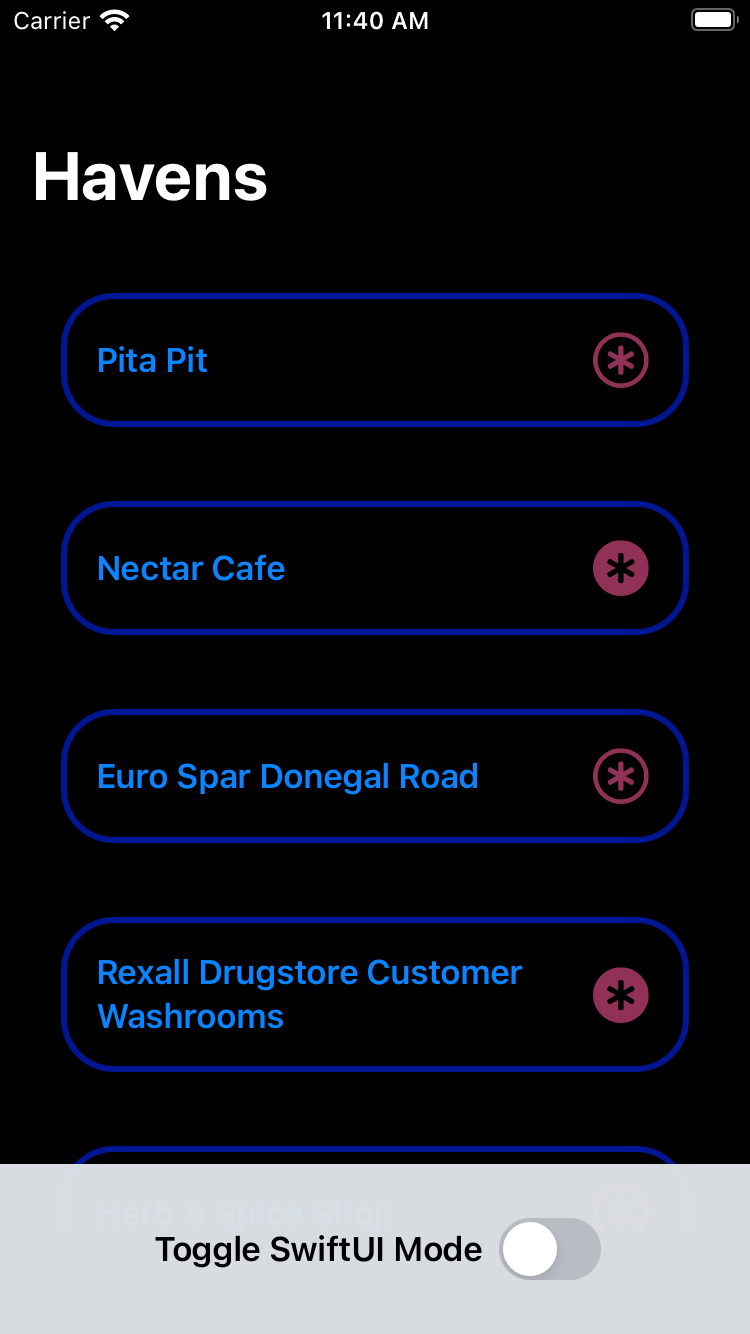 Carrier 11:40 AM
Havens
Pita Pit
Nectar Cafe
Euro Spar Donegal Road
Rexall Drugstore Customer
Washrooms
Herb & Spice Shop
Toggle SwiftUI Mode